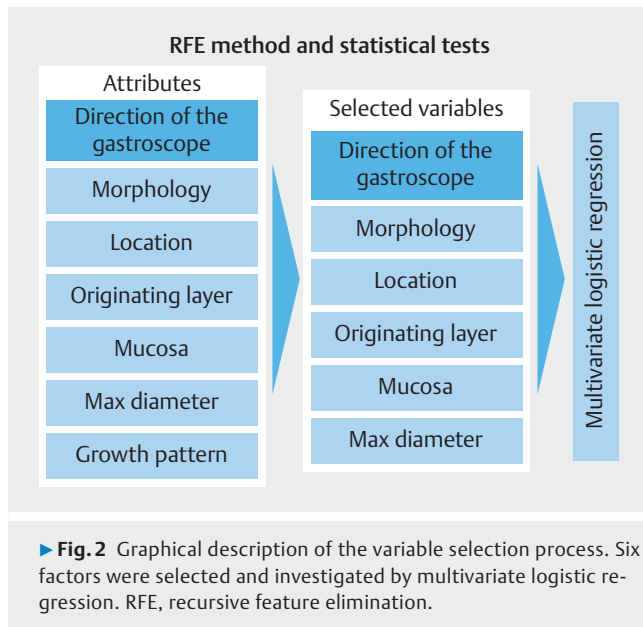 RFE method and statistical tests
Attributes
Direction of the
gastroscope
Morphology
Location
Originating layer
Mucosa
Max diameter
Growth pattern
Selected variables
Direction of the
gastroscope
Morphology
Location
Originating layer
Mucosa
Max diameter
Multivariate logistic regression
▶Fig. 2 Graphical description of the variable selection process. Six
factors were selected and investigated by multivariate logistic re-
gression. RFE, recursive feature elimination.